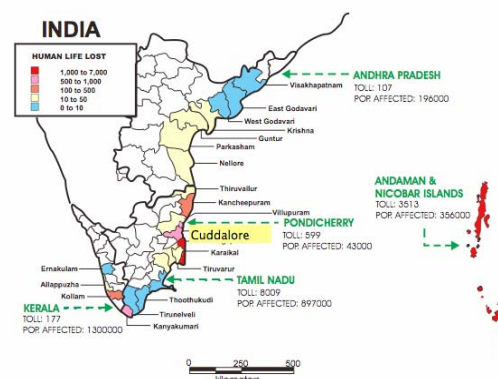 INDIA
HUMAN LIFE LOST
1,000 to 7,000
500 to 1,000
100 to 500
10 to 50
0 to 10
ANDHRA PRADESH
TOLL: 107
POP. AFFECTED: 196000
Visakhapatnam
East Godavari
West Godavari
Krishna
Guntur
Parkasham
Nellore
Thiruvallur
Kancheepuram
Villupuram
ANDAMAN &
NICOBAR ISLANDS
TOLL: 3513
POP. AFFECTED: 356000
PONDICHERRY
TOLL: 599
POP. AFFECTED: 43000
Cuddalore
Karaikal
Tiruvarur
TAMIL NADU
TOLL: 8009
POP. AFFECTED: 897000
Ernakulam
Allappuzha
Kollam
KERALA
TOLL: 177
POP. AFFECTED: 1300000
Thoothukudi
Tirunelveli
Kanyakumari
0 250 500
kilometers